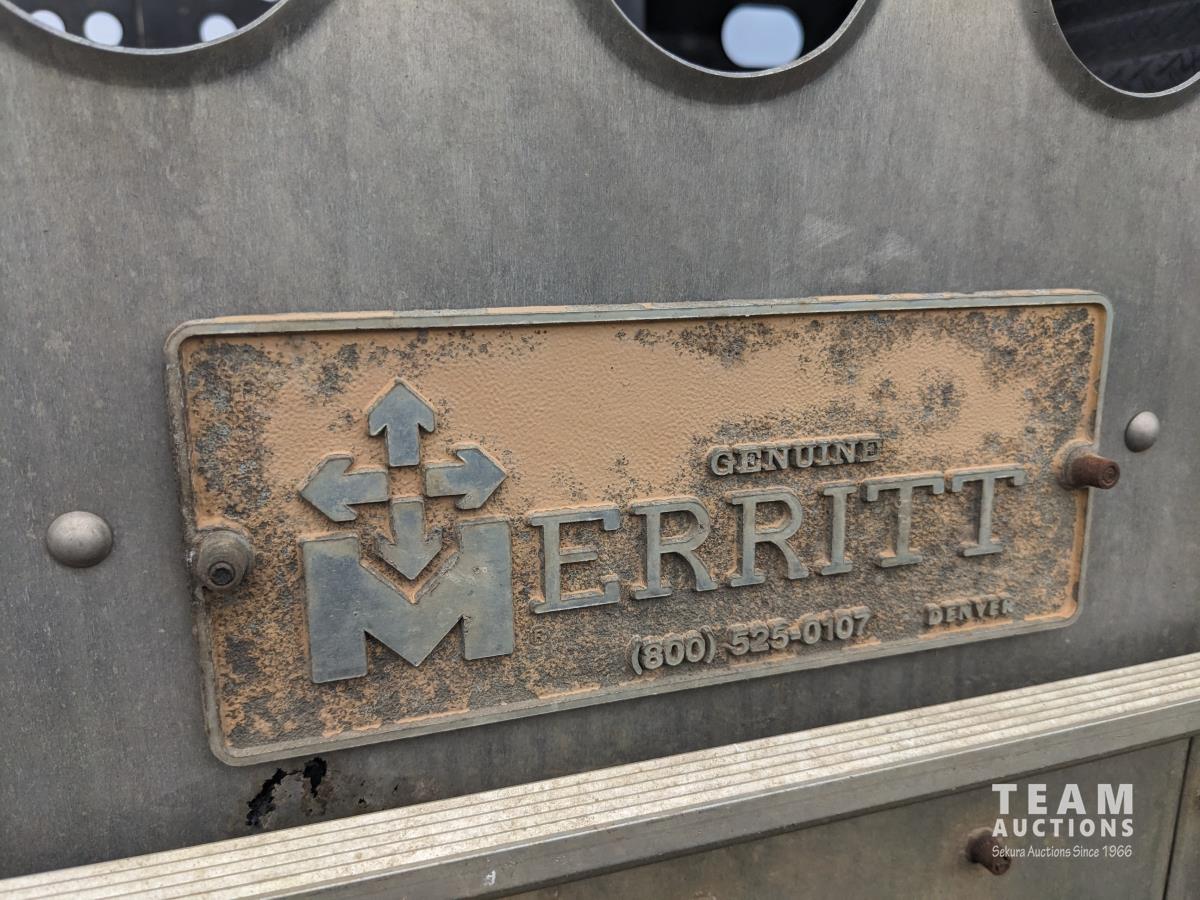 GENUINE
MERRITT
(800) 525-0107 DENVER
TEAM
AUCTIONS
Sekura Auctions Since 1966